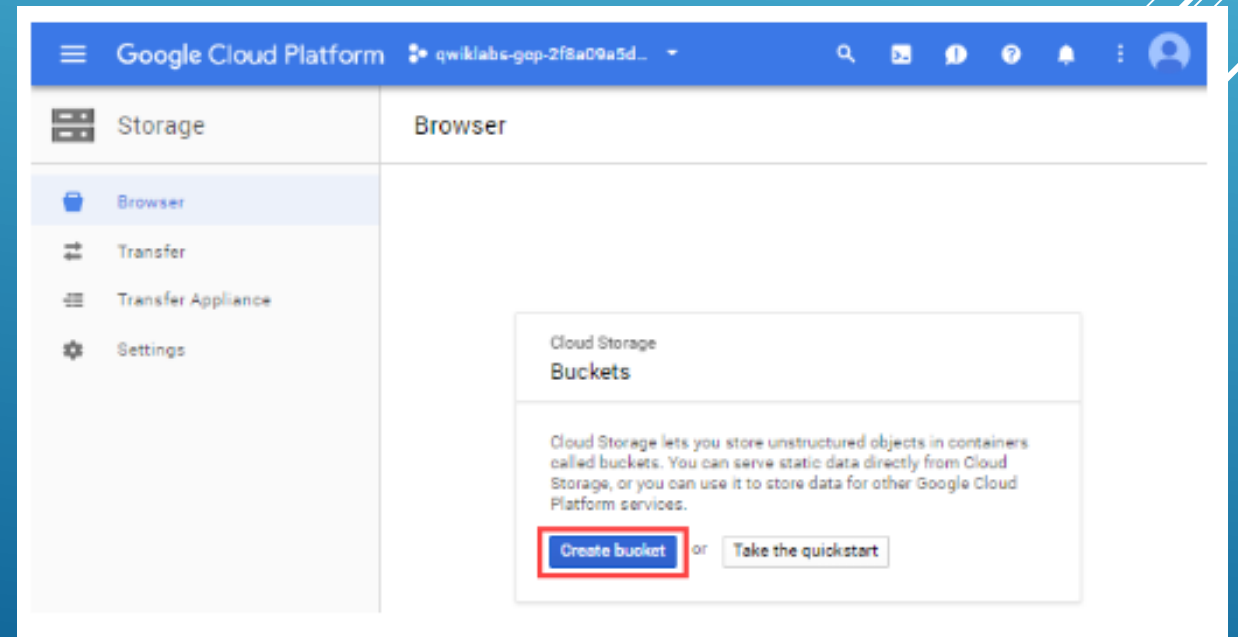 Google Cloud Platform qwiklabs-gcp-2f8a09a5d...
Storage
Browser
Browser
Transfer
Transfer Appliance
Settings
Cloud Storage
Buckets
Cloud Storage lets you store unstructured objects in containers
called buckets. You can serve static data directly from Cloud
Storage, or you can use it to store data for other Google Cloud
Platform services.
Create bucket or Take the quickstart